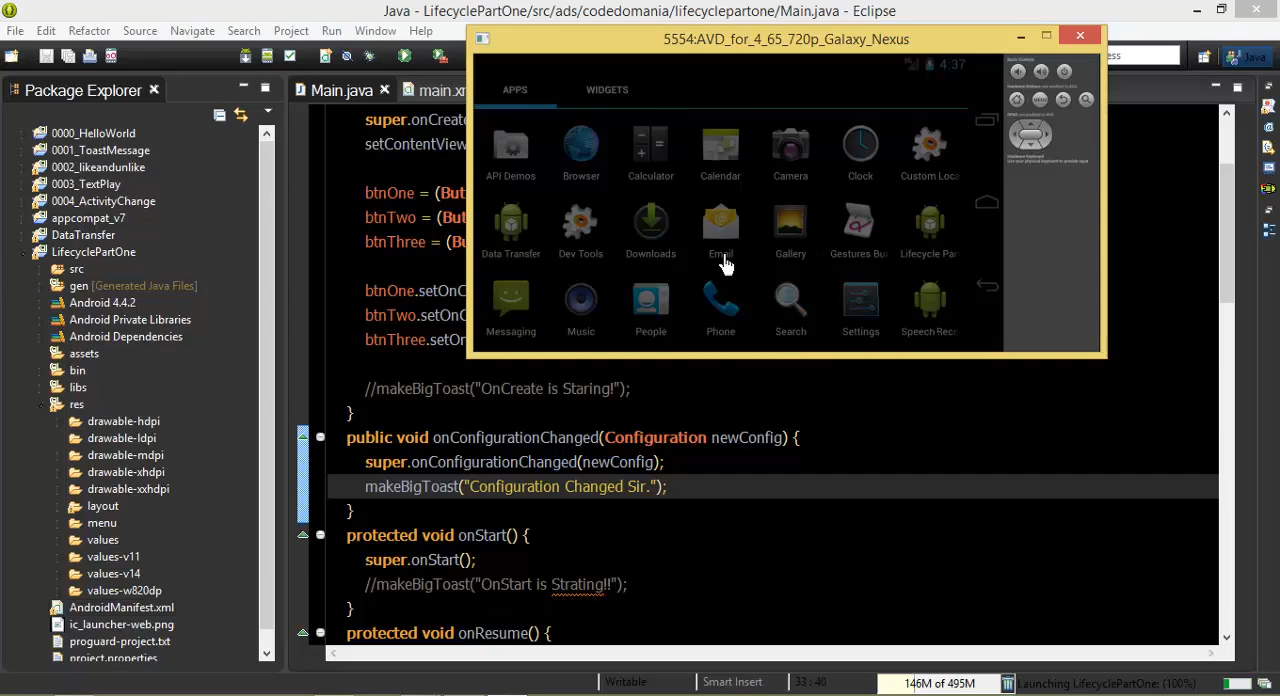 Java - LifecyclePartOne/src/ads/codedomania/lifecyclepartone/Main.java - Eclipse
File Edit Refactor Source Navigate Search Project Run Window Help
5554:AVD_for_4_65_720p_Galaxy_Nexus
ess
Java
Package Explorer
Main.java
main.xm
0000_HelloWorld
0001_ToastMessage
0002_likeandunlike
0003_TextPlay
0004_ActivityChange
appcompat_v7
DataTransfer
LifecyclePartOne
src
gen [Generated Java Files]
Android 4.4.2
Android Private Libraries
Android Dependencies
assets
bin
libs
res
drawable-hdpi
drawable-ldpi
drawable-mdpi
drawable-xhdpi
drawable-xxhdpi
layout
menu
values
values-v11
values-v14
values-w820dp
AndroidManifest.xml
ic_launcher-web.png
proguard-project.txt
project.properties
3G 4:37
APPS WIDGETS
API Demos Browser Calculator Calendar Camera Clock Custom Loca
Data Transfer Dev Tools Downloads Email Gallery Gestures Bui Lifecycle Par
Messaging Music People Phone Search Settings Speech Reco
MENU
super.onCreate
setContentView
btnOne = (But
btnTwo = (But
btnThree = (Bu
btnOne.setOnC
btnTwo.setOnC
btnThree.setOn
//makeBigToast("OnCreate is Staring!");
}
public void onConfigurationChanged(Configuration newConfig) {
super.onConfigurationChanged(newConfig);
makeBigToast("Configuration Changed Sir.");
}
protected void onStart() {
super.onStart();
//makeBigToast("OnStart is Strating!!");
}
protected void onResume() {
Writable Smart Insert 33 : 40 146M of 495M Launching LifecyclePartOne: (100%)